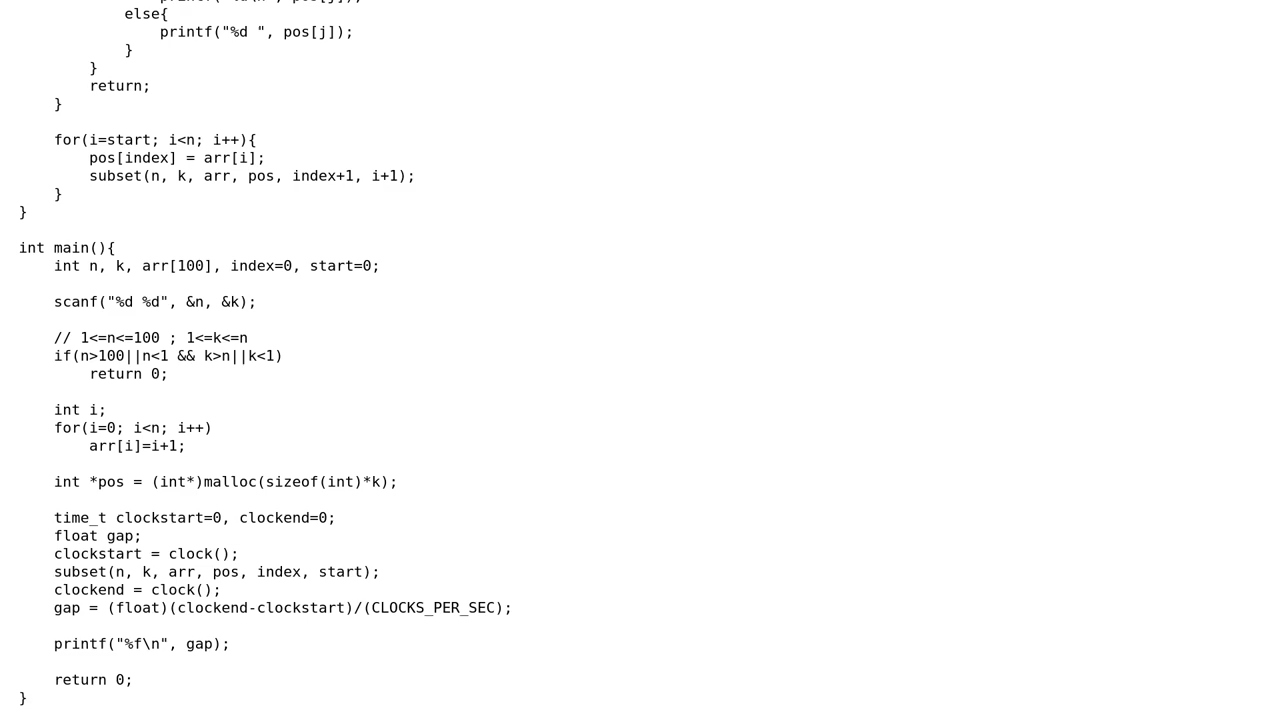 else{
printf("%d ", pos[j]);
}
}
return;
}
for(i=start; i<n; i++){
pos[index] = arr[i];
subset(n, k, arr, pos, index+1, i+1);
}
}
int main(){
int n, k, arr[100], index=0, start=0;
scanf("%d %d", &n, &k);
// 1<=n<=100 ; 1<=k<=n
if(n>100||n<1 && k>n||k<1)
return 0;
int i;
for(i=0; i<n; i++)
arr[i]=i+1;
int *pos = (int*)malloc(sizeof(int)*k);
time_t clockstart=0, clockend=0;
float gap;
clockstart = clock();
subset(n, k, arr, pos, index, start);
clockend = clock();
gap = (float)(clockend-clockstart)/(CLOCKS_PER_SEC);
printf("%f\n", gap);
return 0;
}